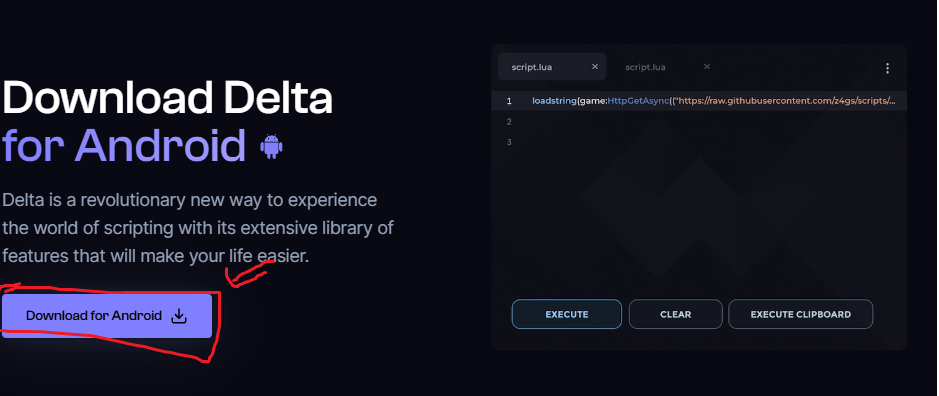 Download Delta
for Android
Delta is a revolutionary new way to experience
the world of scripting with its extensive library of
features that will make your life easier.
Download for Android
script.lua
script.lua
1 loadstring(game:HttpGetAsync(("https://raw.githubusercontent.com/z4gs/scripts/...
2
3
EXECUTE
CLEAR
EXECUTE CLIPBOARD